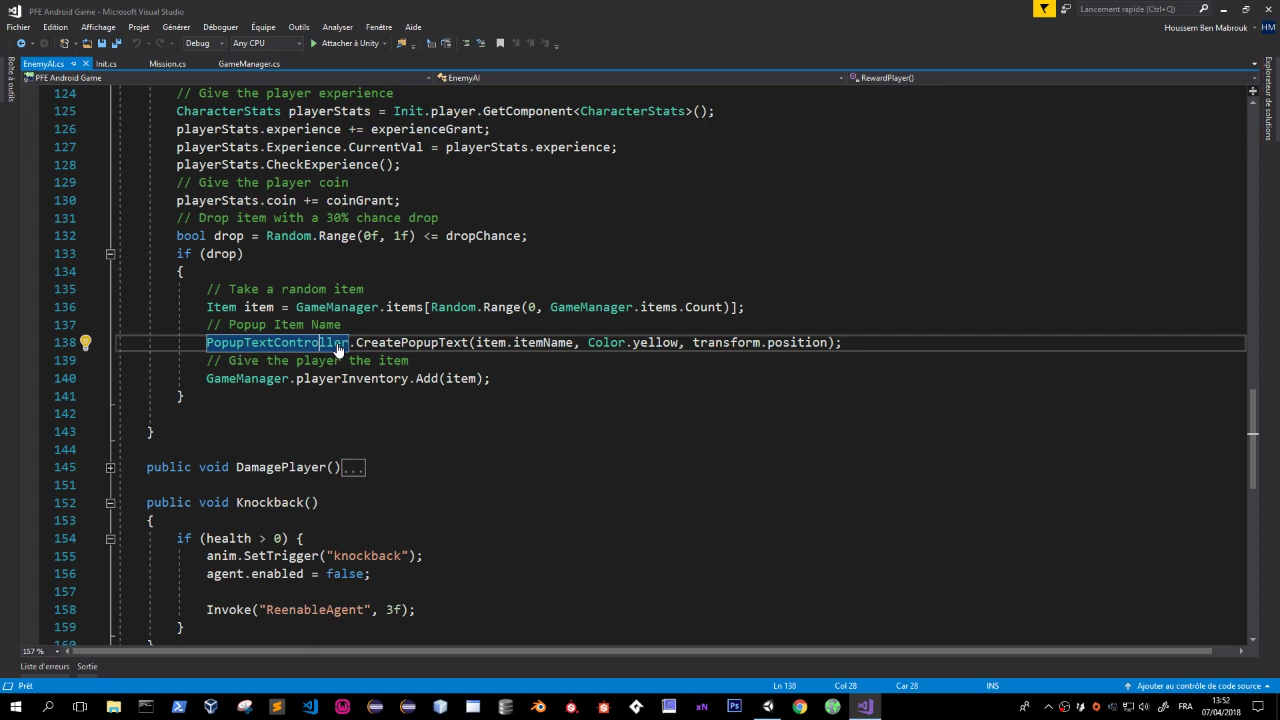 PFE Android Game - Microsoft Visual Studio
Lancement rapide (Ctrl+Q)
Fichier Edition Affichage Projet Générer Déboguer Équipe Outils Analyser Fenêtre Aide
Houssem Ben Mabrouk HM
Debug Any CPU Attacher à Unity
EnemyAI.cs Init.cs Mission.cs GameManager.cs
PFE Android Game EnemyAI RewardPlayer()
Boîte à outils
Explorateur de solutions
124 // Give the player experience
125 CharacterStats playerStats = Init.player.GetComponent<CharacterStats>();
126 playerStats.experience += experienceGrant;
127 playerStats.Experience.CurrentVal = playerStats.experience;
128 playerStats.CheckExperience();
129 // Give the player coin
130 playerStats.coin += coinGrant;
131 // Drop item with a 30% chance drop
132 bool drop = Random.Range(0f, 1f) <= dropChance;
133 if (drop)
134 {
135 // Take a random item
136 Item item = GameManager.items[Random.Range(0, GameManager.items.Count)];
137 // Popup Item Name
138 PopupTextController.CreatePopupText(item.itemName, Color.yellow, transform.position);
139 // Give the player the item
140 GameManager.playerInventory.Add(item);
141 }
142
143 }
144
145 public void DamagePlayer()...
151
152 public void Knockback()
153 {
154 if (health > 0) {
155 anim.SetTrigger("knockback");
156 agent.enabled = false;
157
158 Invoke("ReenableAgent", 3f);
159 }
160 }
157 %
Liste d'erreurs Sortie
Prêt Ln 138 Col 28 Car 28 INS Ajouter au contrôle de code source
FRA 13:52
07/04/2018